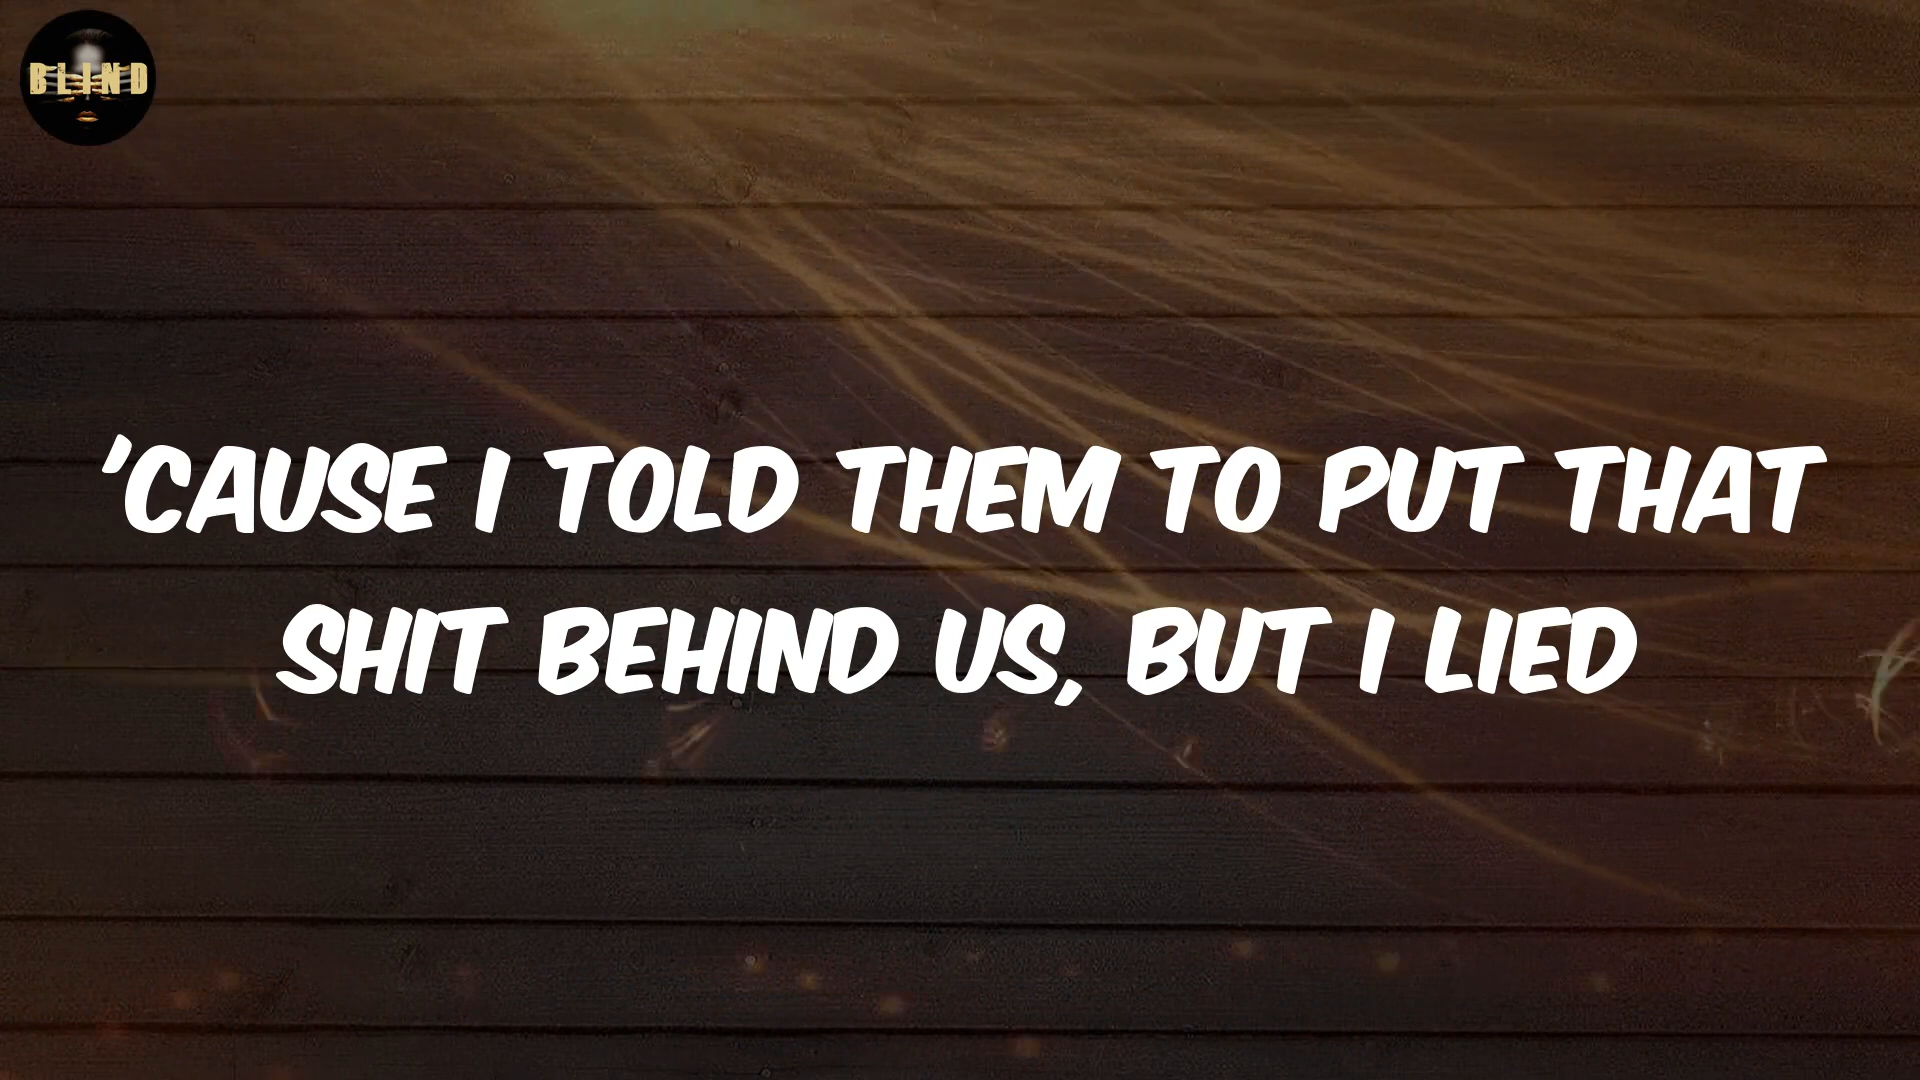 BLIND
'CAUSE I TOLD THEM TO PUT THAT
SHIT BEHIND US, BUT I LIED